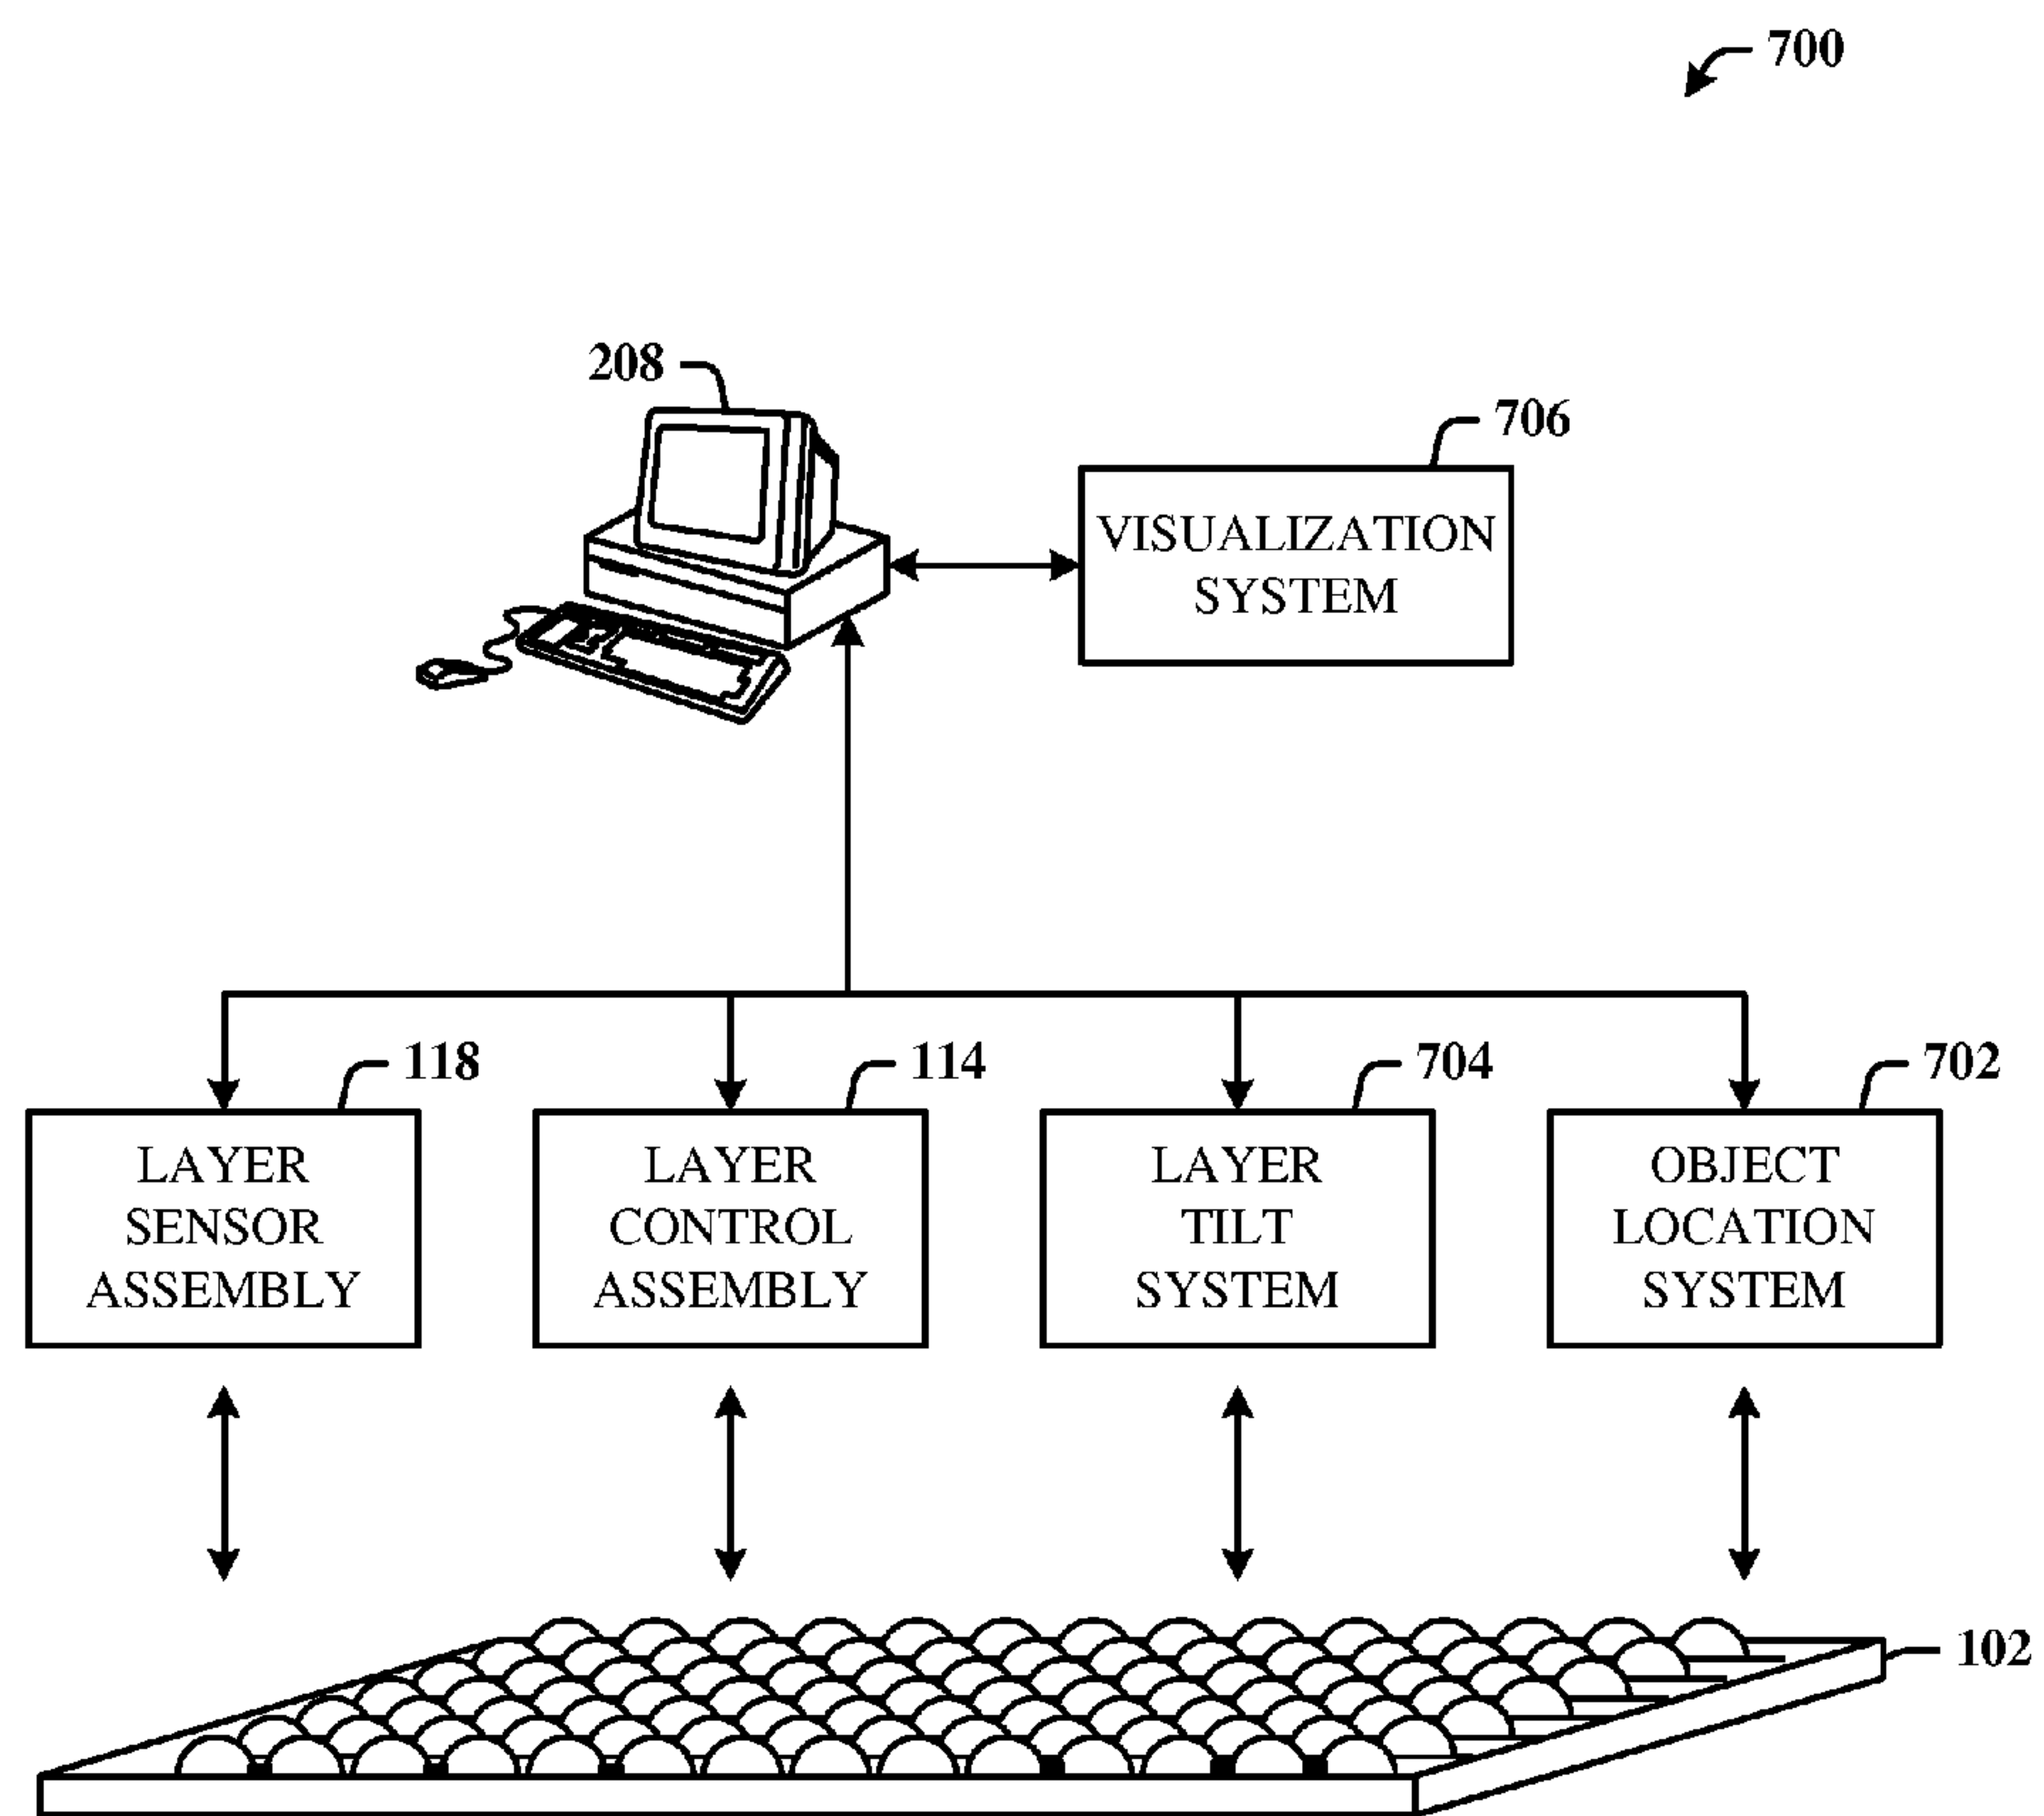 700
208
706
VISUALIZATION
SYSTEM
118
114
704
702
LAYER
SENSOR
ASSEMBLY
LAYER
CONTROL
ASSEMBLY
LAYER
TILT
SYSTEM
OBJECT
LOCATION
SYSTEM
102